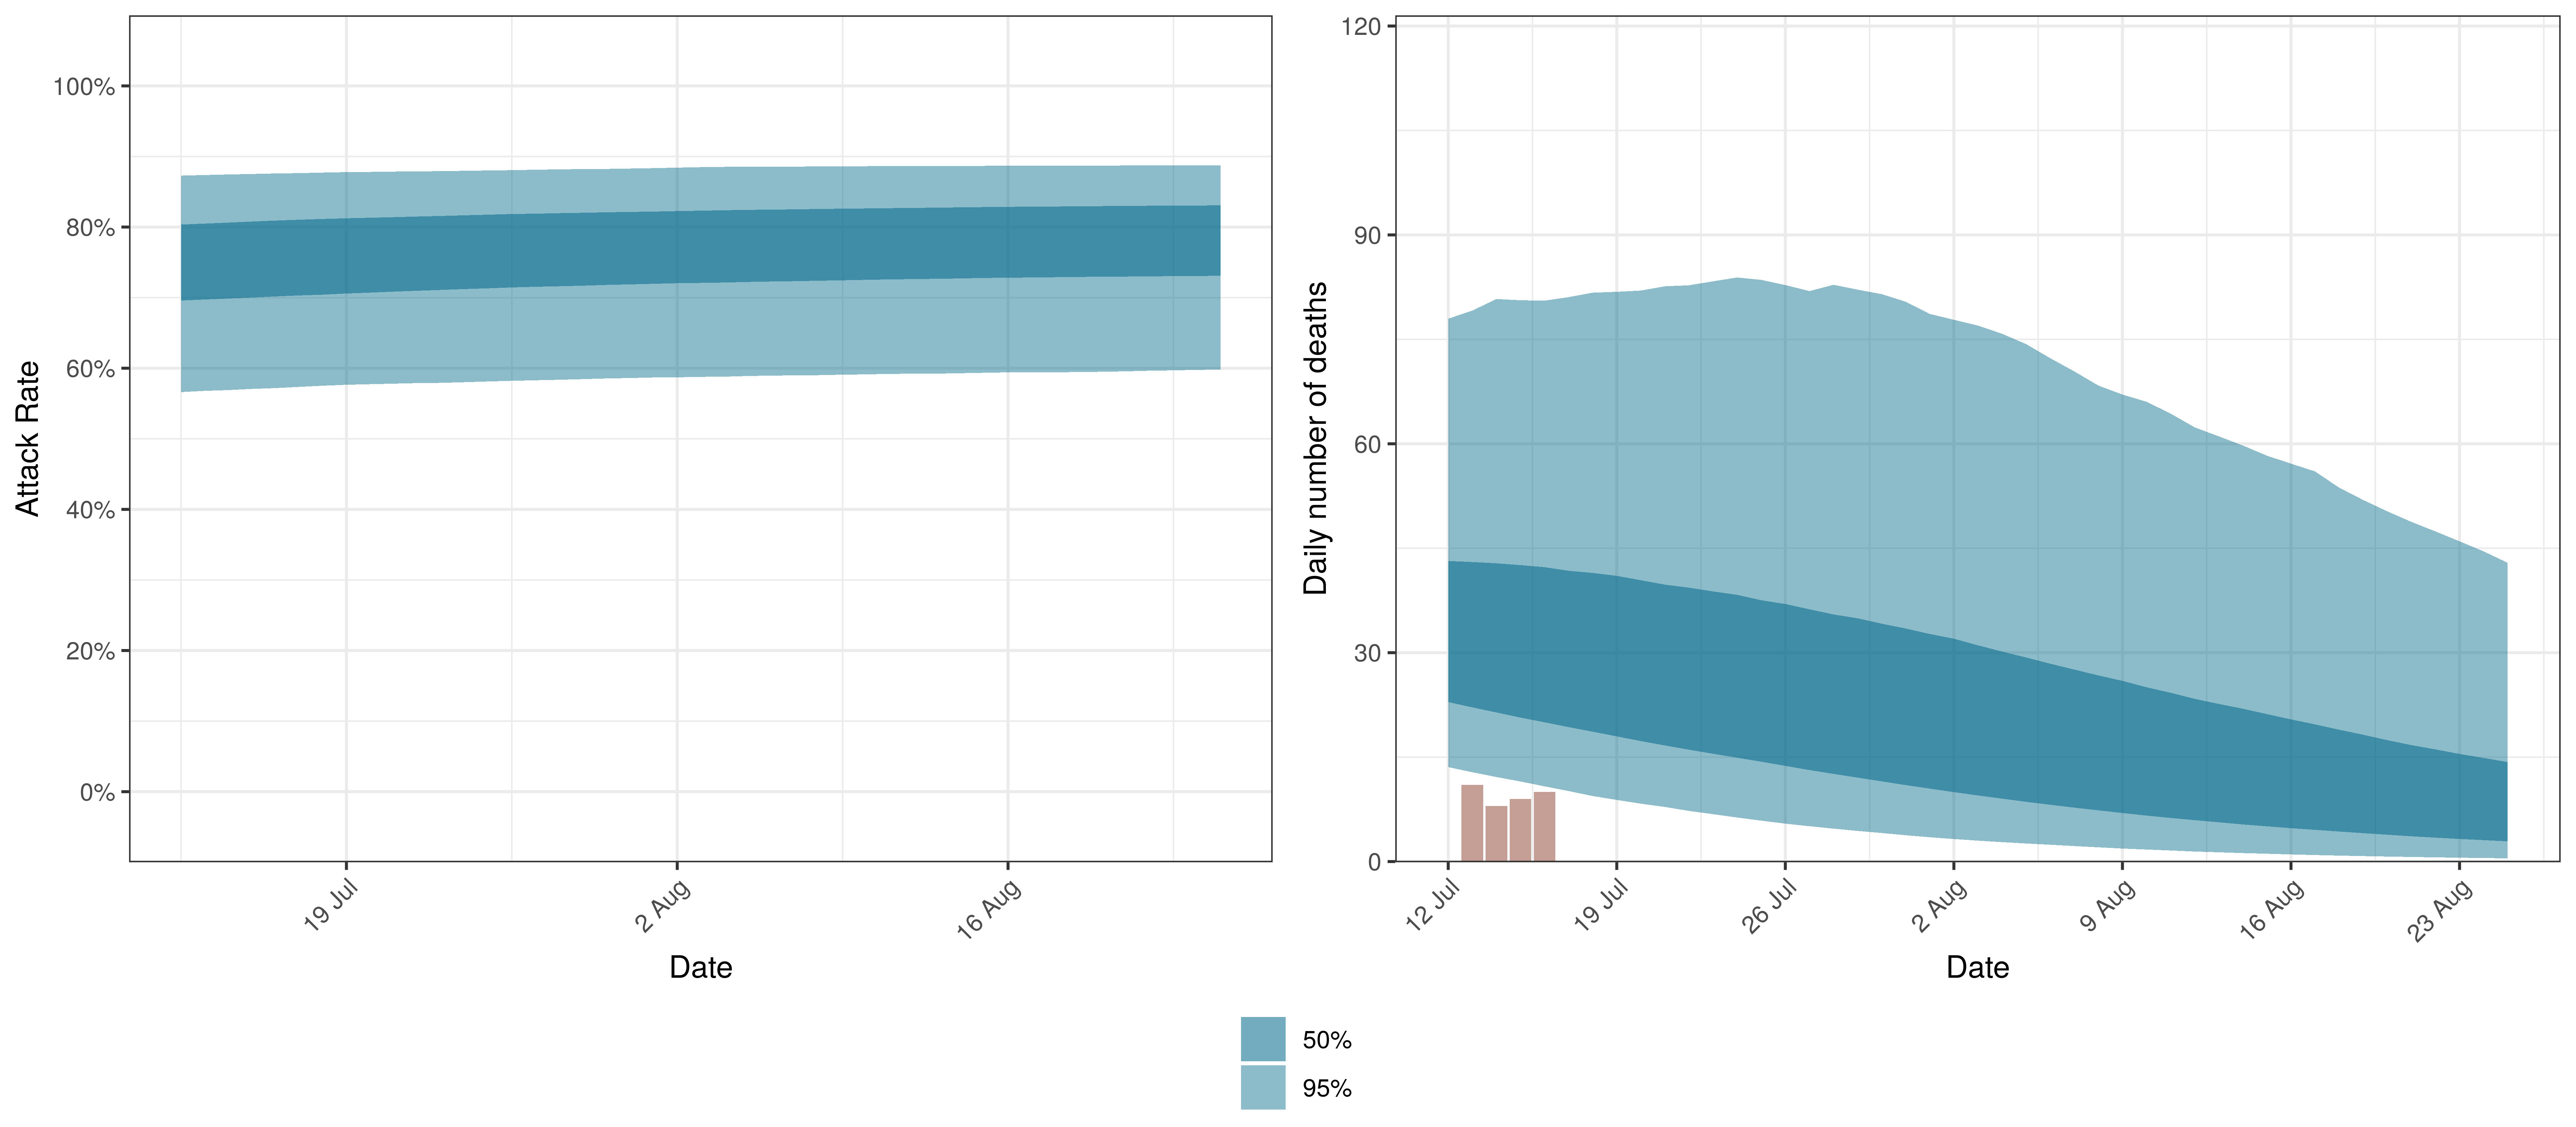 Attack Rate
100%
80%
60%
40%
20%
0%
19 Jul
2 Aug
16 Aug
Date
Daily number of deaths
120
90
60
30
0
12 Jul
19 Jul
26 Jul
2 Aug
9 Aug
16 Aug
23 Aug
Date
50%
95%